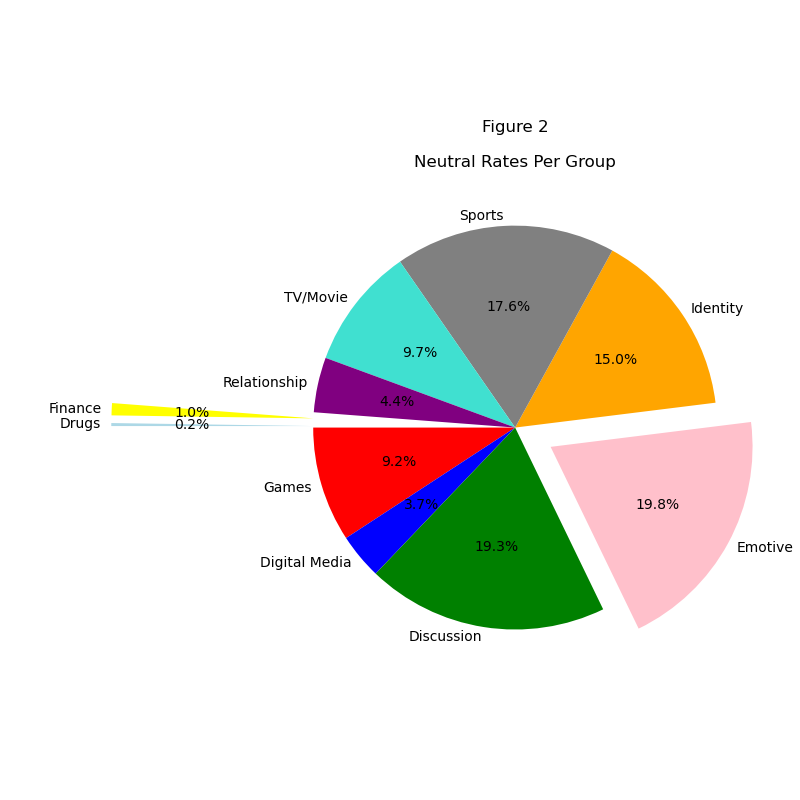 Figure 2
Neutral Rates Per Group
Sports
17.6%
Identity
15.0%
TV/Movie
9.7%
Relationship
4.4%
Finance
1.0%
Drugs
0.2%
Games
9.2%
Digital Media
3.7%
Discussion
19.3%
Emotive
19.8%